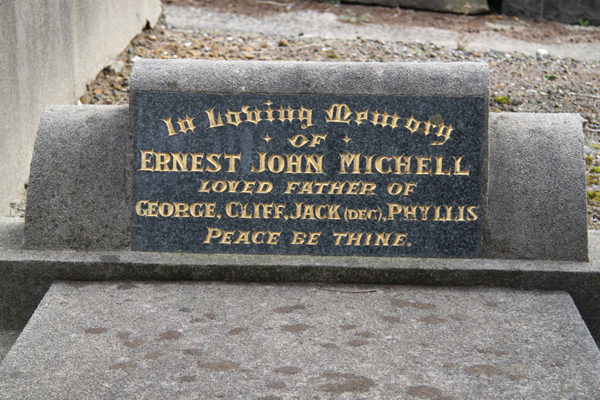 In Loving Memory
OF
ERNEST JOHN MICHELL
LOVED FATHER OF
GEORGE, CLIFF, JACK (DEC), PHYLLIS
PEACE BE THINE.